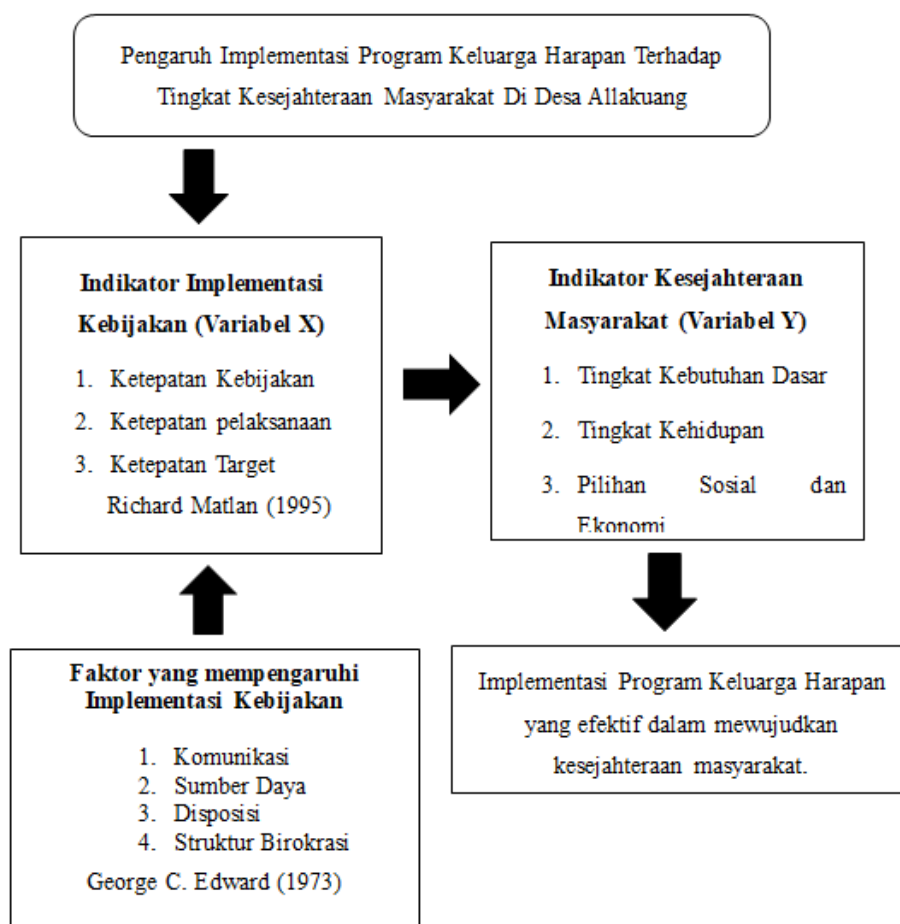 Pengaruh Implementasi Program Keluarga Harapan Terhadap
Tingkat Kesejahteraan Masyarakat Di Desa Allakuang
Indikator Implementasi
Kebijakan (Variabel X)
1. Ketepatan Kebijakan
2. Ketepatan pelaksanaan
3. Ketepatan Target
Richard Matlan (1995)
Indikator Kesejahteraan
Masyarakat (Variabel Y)
1. Tingkat Kebutuhan Dasar
2. Tingkat Kehidupan
3. Pilihan Sosial dan
Ekonomi
Faktor yang mempengaruhi
Implementasi Kebijakan
1. Komunikasi
2. Sumber Daya
3. Disposisi
4. Struktur Birokrasi
George C. Edward (1973)
Implementasi Program Keluarga Harapan
yang efektif dalam mewujudkan
kesejahteraan masyarakat.